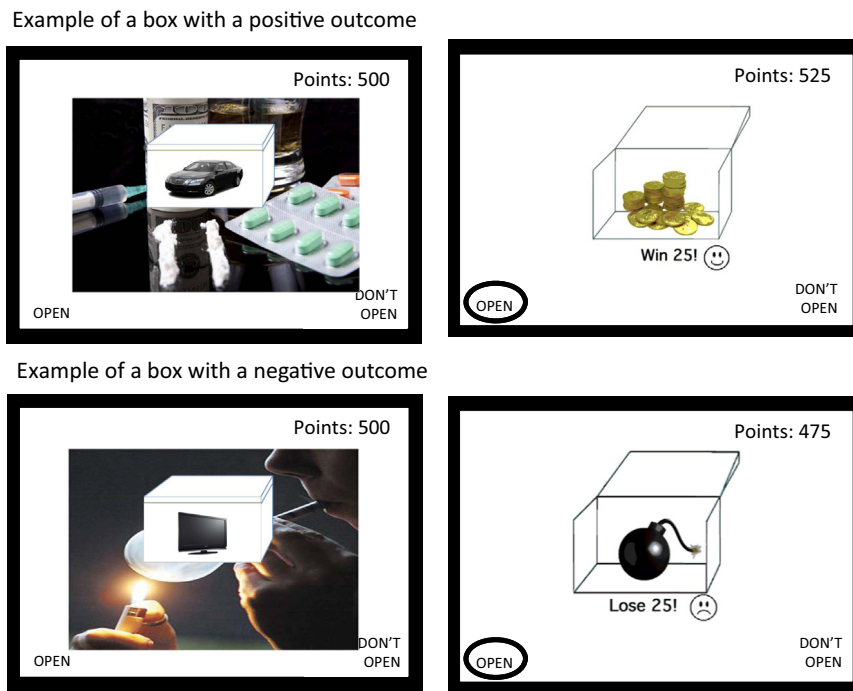 Example of a box with a positive outcome
Points: 500
OPEN
DON'T
OPEN
Points: 525
Win 25!
OPEN
DON'T
OPEN
Example of a box with a negative outcome
Points: 500
OPEN
DON'T
OPEN
Points: 475
Lose 25!
OPEN
DON'T
OPEN